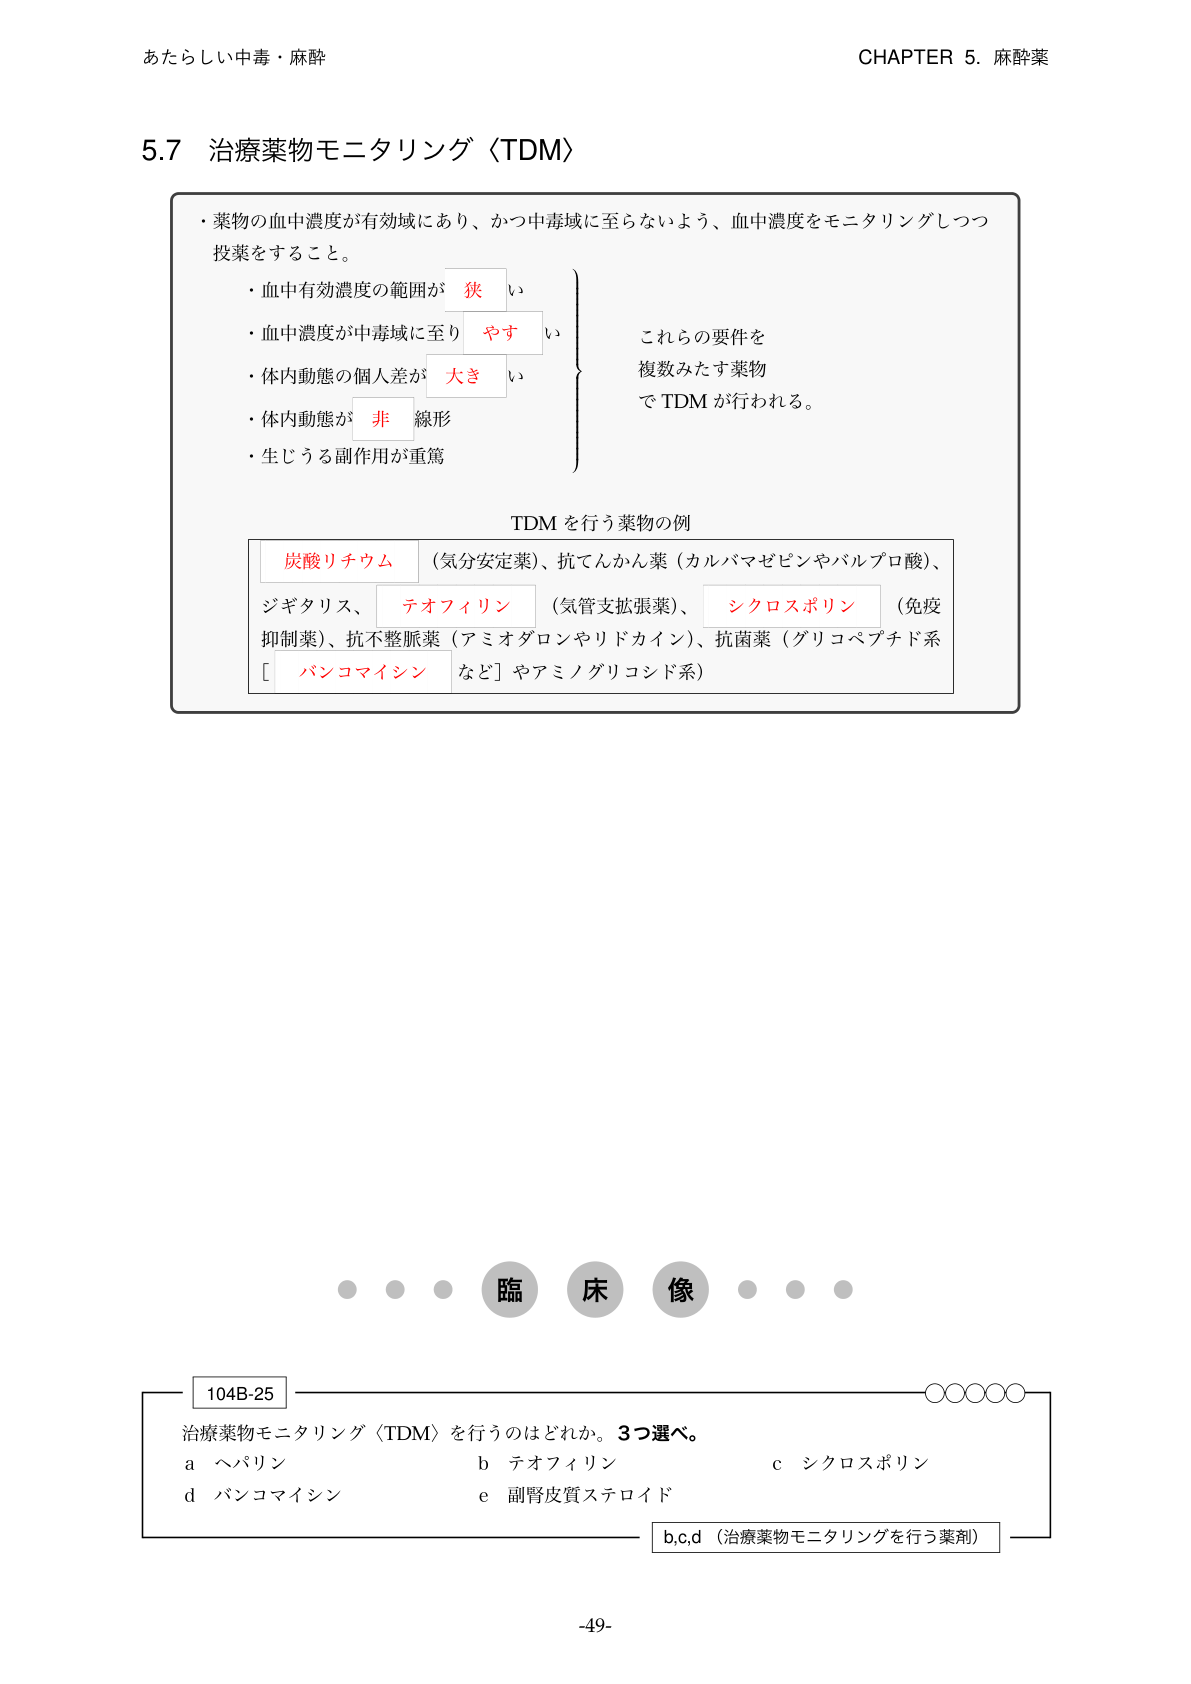 あたらしい中毒・麻酔
CHAPTER 5. 麻酔薬
5.7 治療薬物モニタリング〈TDM〉
・薬物の血中濃度が有効域にあり、かつ中毒域に至らないよう、血中濃度をモニタリングしつつ
投薬をすること。
・血中有効濃度の範囲が 狭 い
・血中濃度が中毒域に至り やす い
・体内動態の個人差が 大き い
・体内動態が 非 線形
・生じうる副作用が重篤
これらの要件を
複数みたす薬物
で TDM が行われる。
TDM を行う薬物の例
炭酸リチウム（気分安定薬）、抗てんかん薬（カルバマゼピンやバルプロ酸）、
ジギタリス、 テオフィリン （気管支拡張薬）、 シクロスポリン （免疫
抑制薬）、抗不整脈薬（アミオダロンやリドカイン）、抗菌薬（グリコペプチド系
［ バンコマイシン など］やアミノグリコシド系）
臨床像
104B-25
治療薬物モニタリング〈TDM〉を行うのはどれか。3つ選べ。
a ヘパリン b テオフィリン c シクロスポリン
d バンコマイシン e 副腎皮質ステロイド
b,c,d （治療薬物モニタリングを行う薬剤）
-49-